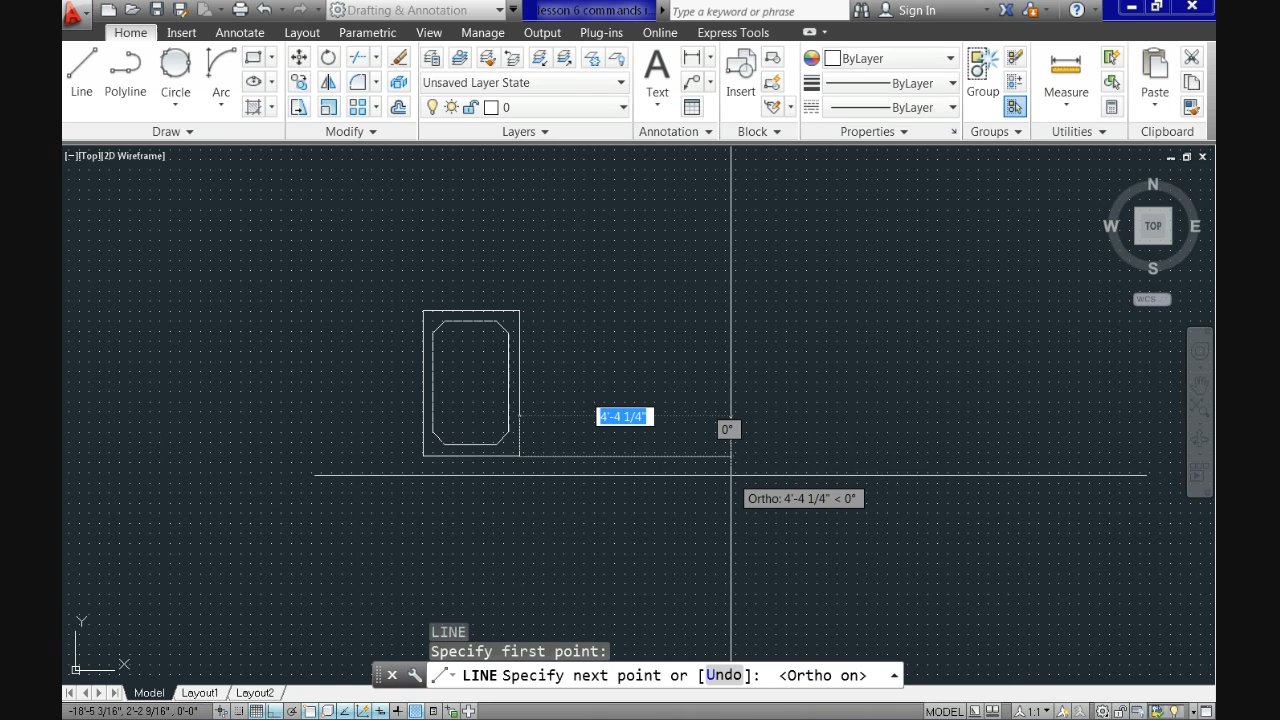 Drafting & Annotation
lesson 6 commands
Type a keyword or phrase
Sign In
Home
Insert
Annotate
Layout
Parametric
View
Manage
Output
Plug-ins
Online
Express Tools
Line
Polyline
Circle
Arc
Unsaved Layer State
0
Text
Insert
ByLayer
ByLayer
ByLayer
Group
Measure
Paste
Draw
Modify
Layers
Annotation
Block
Properties
Groups
Utilities
Clipboard
[−][Top][2D Wireframe]
N
W
TOP
E
S
WCS
4'-4 1/4"
0°
Ortho: 4'-4 1/4" < 0°
Y
X
LINE
Specify first point:
LINE Specify next point or [Undo]: <Ortho on>
Model
Layout1
Layout2
-18'-5 3/16", 2'-2 9/16", 0'-0"
MODEL
1:1